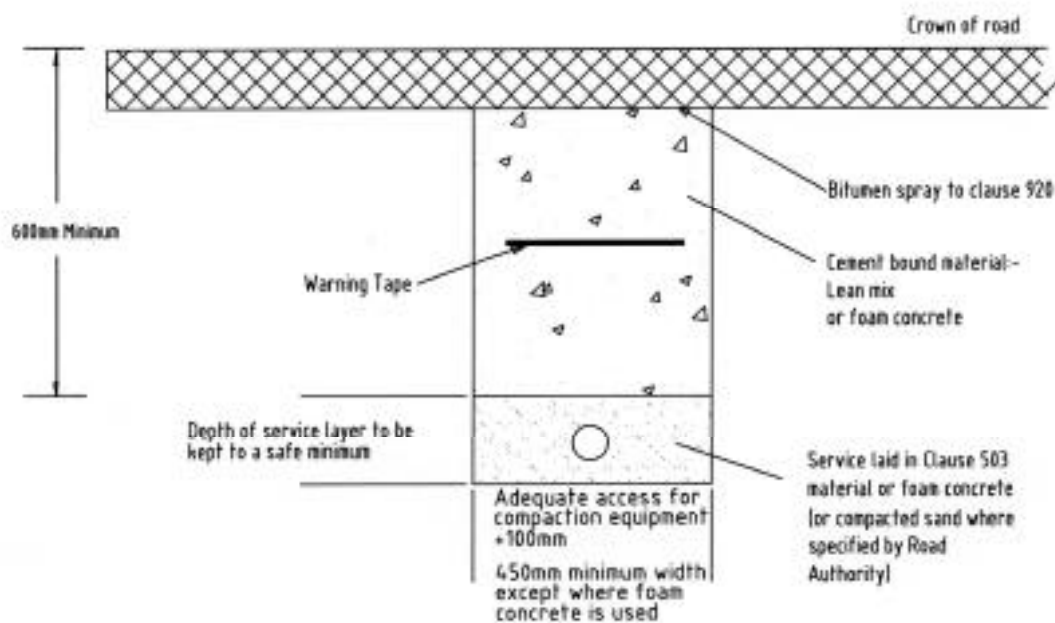 Crown of road
Bitumen spray to clause 920
600mm Minimun
Cement bound material:-
Lean mix
or foam concrete
Warning Tape
Depth of service layer to be
kept to a safe minimum
Service laid in Clause 503
material or foam concrete
(or compacted sand where
specified by Road
Authority)
Adequate access for
compaction equipment
+100mm
450mm minimum width
except where foam
concrete is used